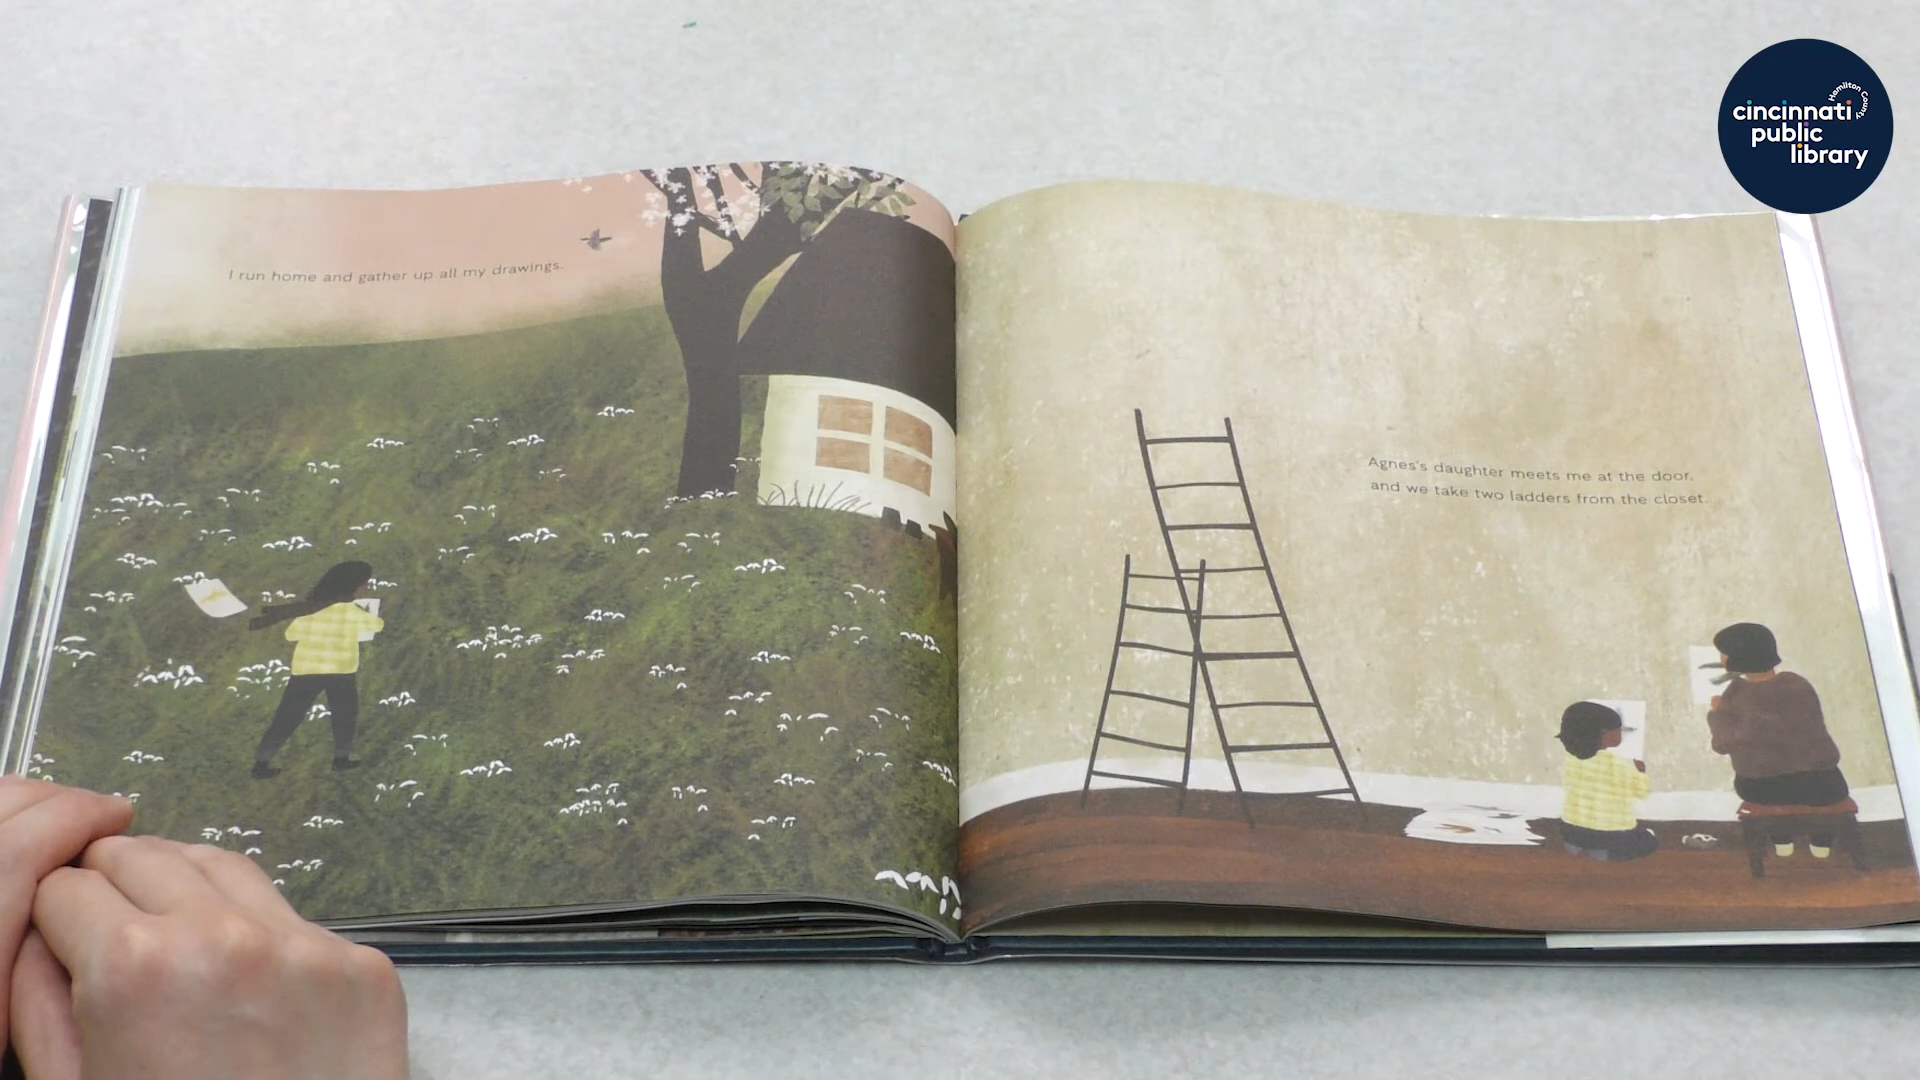 I run home and gather up all my drawings.
Agnes's daughter meets me at the door,
and we take two ladders from the closet.
Hamilton County
cincinnati
public
library